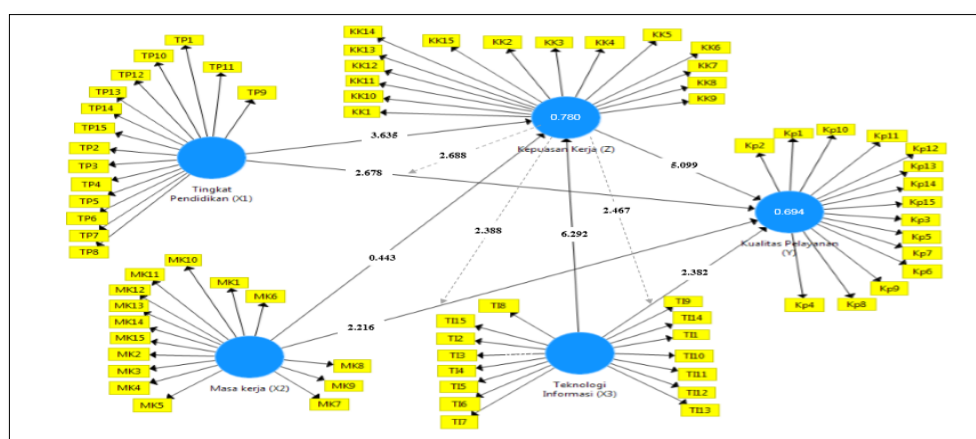 TP1
TP10
TP11
TP12
TP9
TP13
TP14
TP15
TP2
TP3
TP4
TP5
TP6
TP7
TP8
Tingkat
Pendidikan (X1)
KK14
KK15
KK2
KK3
KK4
KK5
KK13
KK12
KK11
KK10
KK1
KK6
KK7
KK8
KK9
0.760
Kepuasan Kerja (Z)
3.635
2.688
2.678
5.099
2.467
2.388
6.292
0.443
2.382
2.216
Kp2
Kp1
Kp10
Kp11
Kp12
Kp13
Kp14
Kp15
Kp3
Kp5
Kp7
Kp6
Kp9
Kp8
Kp4
0.694
Kualitas Pelayanan
(Y)
MK10
MK11
MK1
MK6
MK12
MK13
MK14
MK15
MK2
MK3
MK4
MK5
MK8
MK9
MK7
Masa kerja (X2)
TI8
TI9
TI15
TI14
TI2
TI1
TI3
TI10
TI4
TI11
TI5
TI12
TI6
TI13
TI7
Teknologi
Informasi (X3)